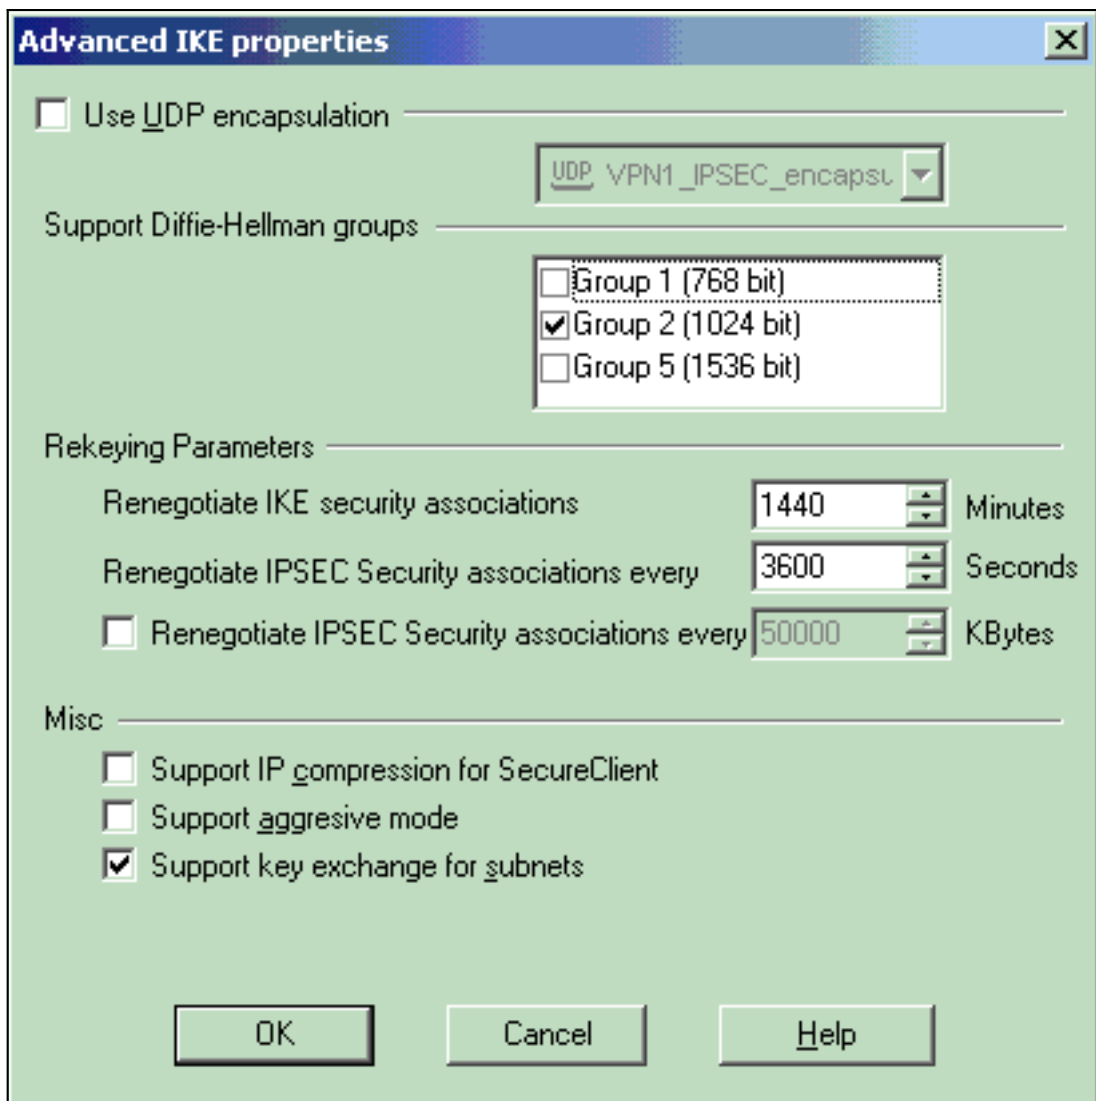 Advanced IKE properties
Use UDP encapsulation
UDP VPN1_IPSEC_encapsu
Support Diffie-Hellman groups
Group 1 (768 bit)
Group 2 (1024 bit)
Group 5 (1536 bit)
Rekeying Parameters
Renegotiate IKE security associations 1440 Minutes
Renegotiate IPSEC Security associations every 3600 Seconds
Renegotiate IPSEC Security associations every 50000 KBytes
Misc
Support IP compression for SecureClient
Support aggresive mode
Support key exchange for subnets
OK Cancel Help